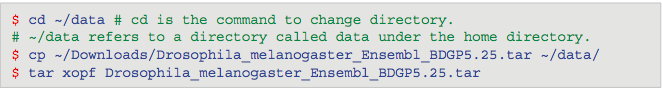 $ cd ~/data # cd is the command to change directory.
# ~/data refers to a directory called data under the home directory.
$ cp ~/Downloads/Drosophila_melanogaster_Ensembl_BDGP5.25.tar ~/data/
$ tar xopf Drosophila_melanogaster_Ensembl_BDGP5.25.tar